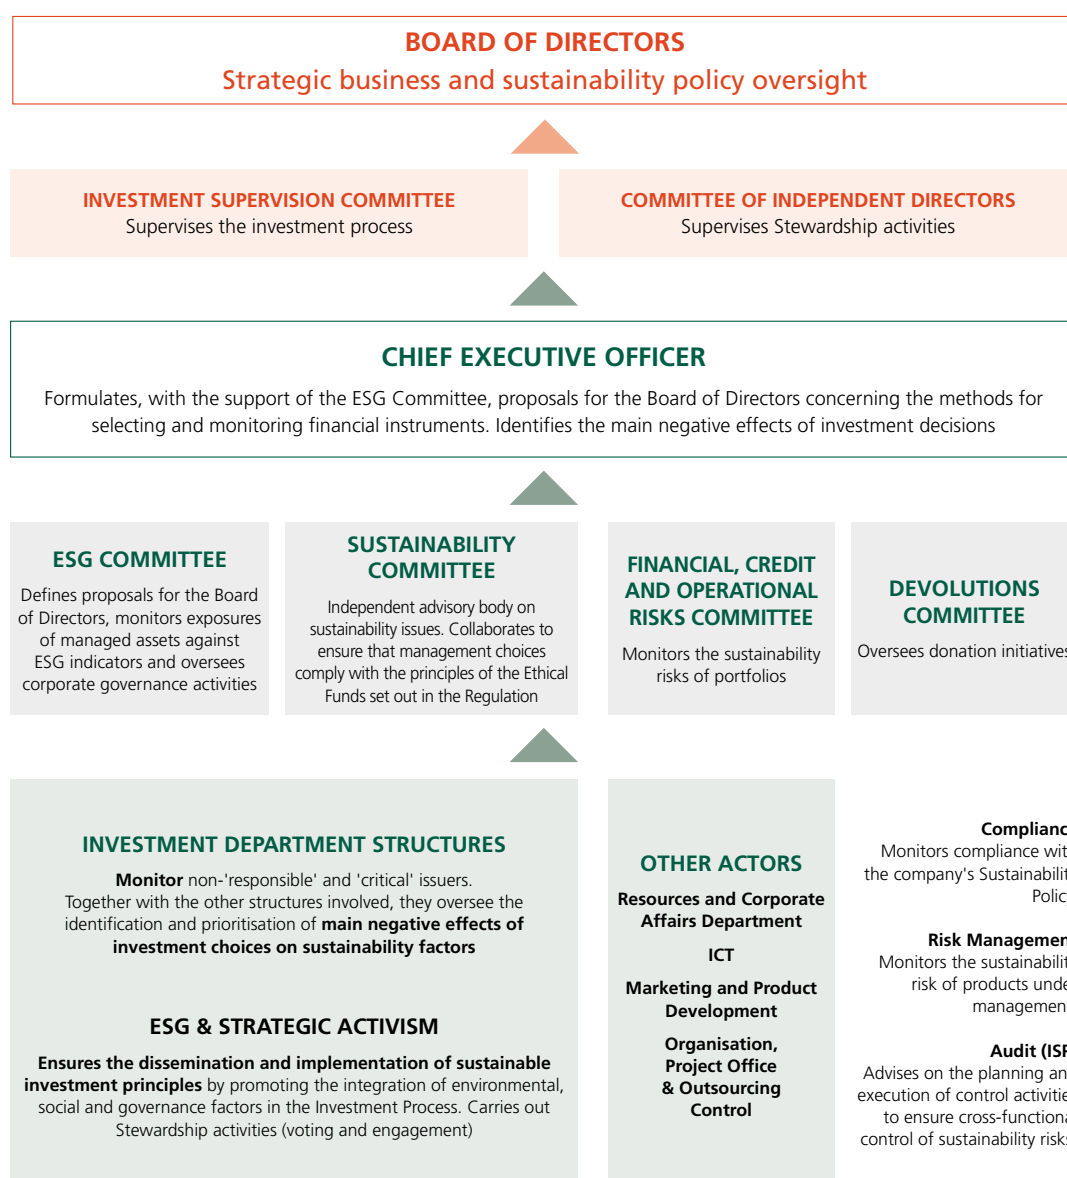 BOARD OF DIRECTORS
Strategic business and sustainability policy oversight
INVESTMENT SUPERVISION COMMITTEE
Supervises the investment process
COMMITTEE OF INDEPENDENT DIRECTORS
Supervises Stewardship activities
CHIEF EXECUTIVE OFFICER
Formulates, with the support of the ESG Committee, proposals for the Board of Directors concerning the methods for
selecting and monitoring financial instruments. Identifies the main negative effects of investment decisions
ESG COMMITTEE
Defines proposals for the Board
of Directors, monitors exposures
of managed assets against
ESG indicators and oversees
corporate governance activities
SUSTAINABILITY
COMMITTEE
Independent advisory body on
sustainability issues. Collaborates to
ensure that management choices
comply with the principles of the Ethical
Funds set out in the Regulation
FINANCIAL, CREDIT
AND OPERATIONAL
RISKS COMMITTEE
Monitors the sustainability
risks of portfolios
DEVOLUTIONS
COMMITTEE
Oversees donation initiatives
INVESTMENT DEPARTMENT STRUCTURES
Monitor non-'responsible' and 'critical' issuers.
Together with the other structures involved, they oversee the
identification and prioritisation of main negative effects of
investment choices on sustainability factors
ESG & STRATEGIC ACTIVISM
Ensures the dissemination and implementation of sustainable
investment principles by promoting the integration of environmental,
social and governance factors in the Investment Process. Carries out
Stewardship activities (voting and engagement)
OTHER ACTORS
Resources and Corporate
Affairs Department
ICT
Marketing and Product
Development
Organisation,
Project Office
& Outsourcing
Control
Complianc
Monitors compliance wit
the company's Sustainabilit
Polic
Risk Managemen
Monitors the sustainabilit
risk of products unde
managemen
Audit (ISP
Advises on the planning an
execution of control activitie
to ensure cross-functiona
control of sustainability risks